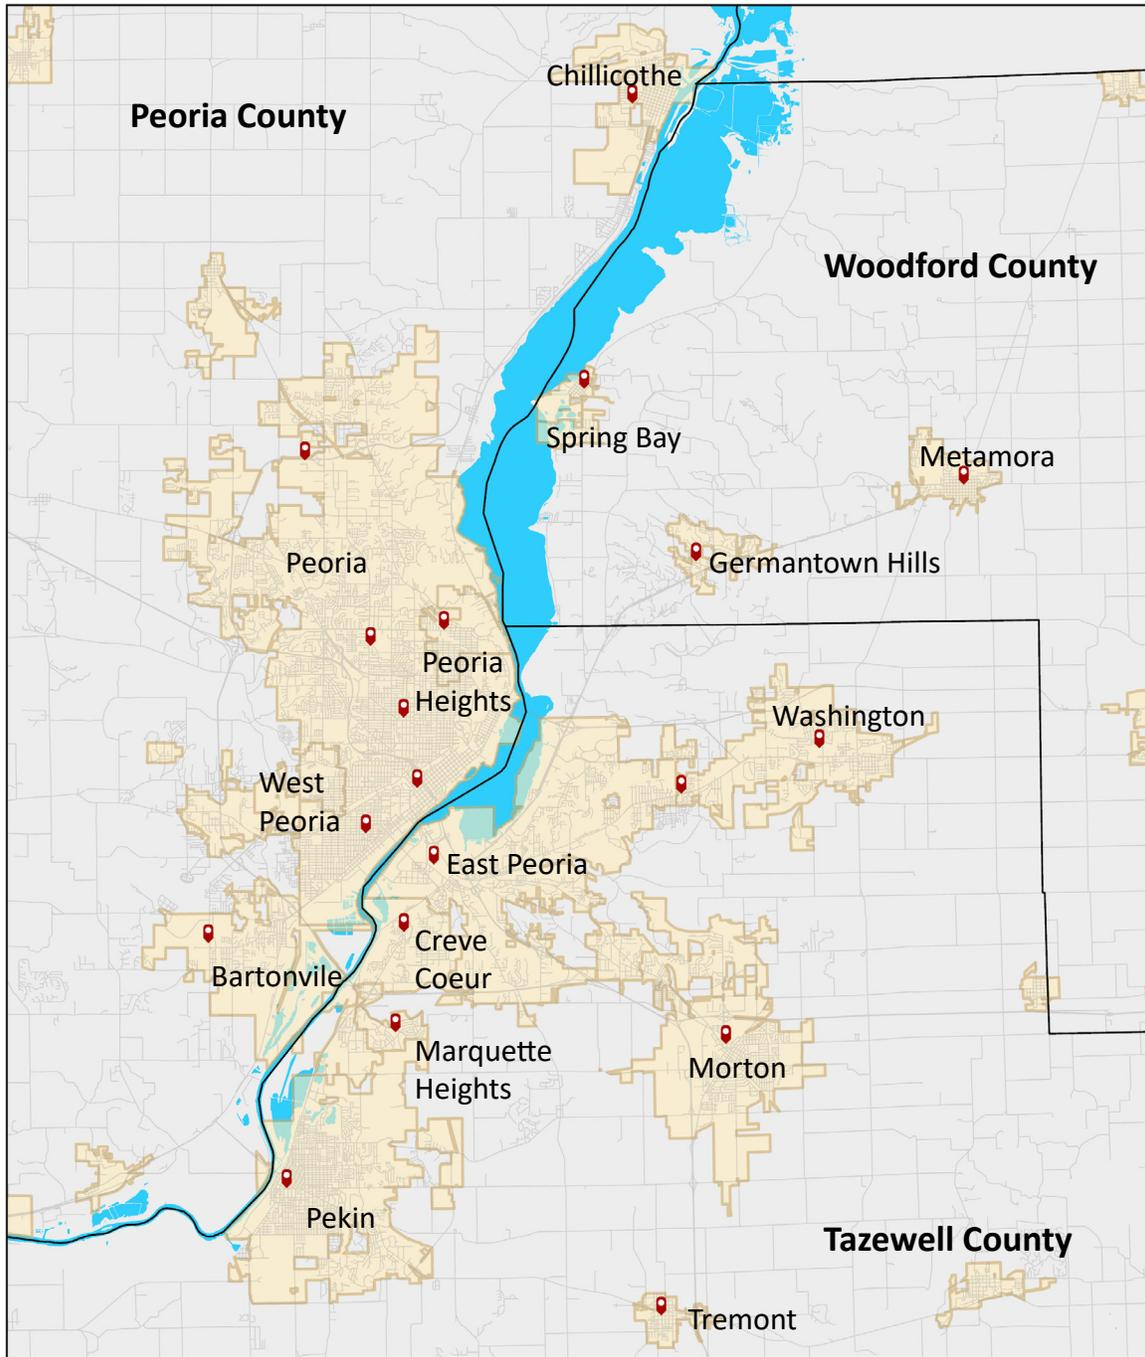 Chillicothe
Peoria County
Woodford County
Spring Bay
Metamora
Peoria
Germantown Hills
Peoria
Heights
Washington
West
Peoria
East Peoria
Creve
Coeur
Bartonvile
Marquette
Heights
Morton
Pekin
Tazewell County
Tremont